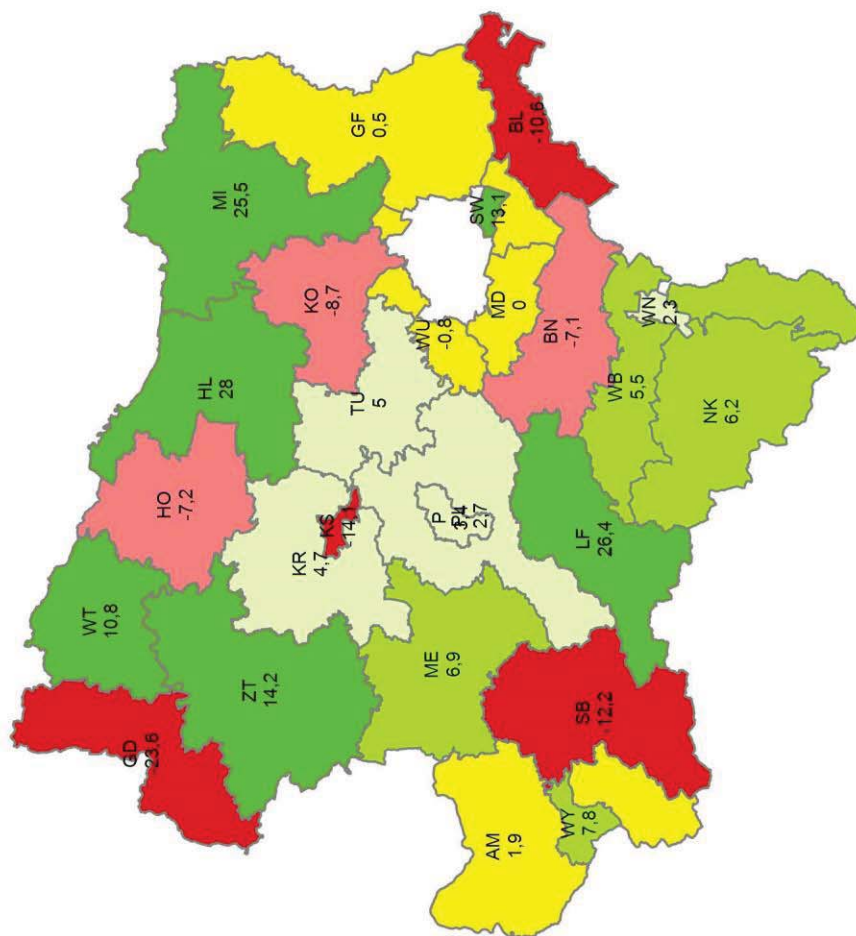 WT
10,8
GD
-23,6
HO
-7,2
HL
28
MI
25,5
ZT
14,2
KR
4,7
KO
-8,7
KS
-14,1
TU
5
GF
0,5
WU
-0,8
ME
6,9
P
2,7
SW
13,1
AM
1,9
MD
0
BL
-10,6
BN
-7,1
WY
7,8
SB
-12,2
LF
26,4
WB
5,5
WN
2,3
NK
6,2